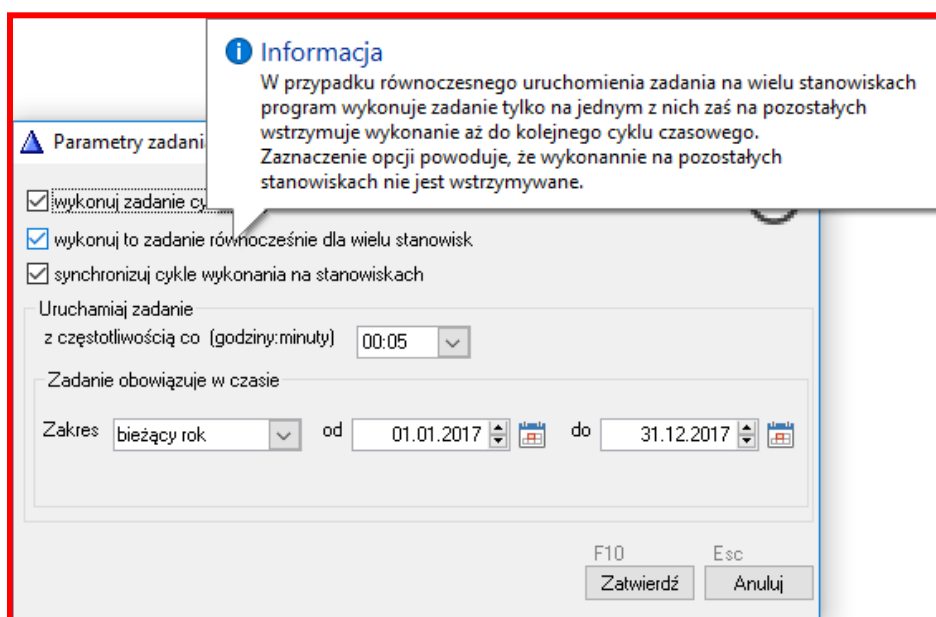 Informacja
W przypadku równoczesnego uruchomienia zadania na wielu stanowiskach
program wykonuje zadanie tylko na jednym z nich zaś na pozostałych
wstrzymuje wykonanie aż do kolejnego cyklu czasowego.
Zaznaczenie opcji powoduje, że wykonannie na pozostałych
stanowiskach nie jest wstrzymywane.
Parametry zadani
wykonuj zadanie cy
wykonuj to zadanie równocześnie dla wielu stanowisk
synchronizuj cykle wykonania na stanowiskach
Uruchamiaj zadanie
z częstotliwością co (godziny:minuty) 00:05
Zadanie obowiązuje w czasie
Zakres bieżący rok od 01.01.2017 do 31.12.2017
F10 Esc
Zatwierdź Anuluj